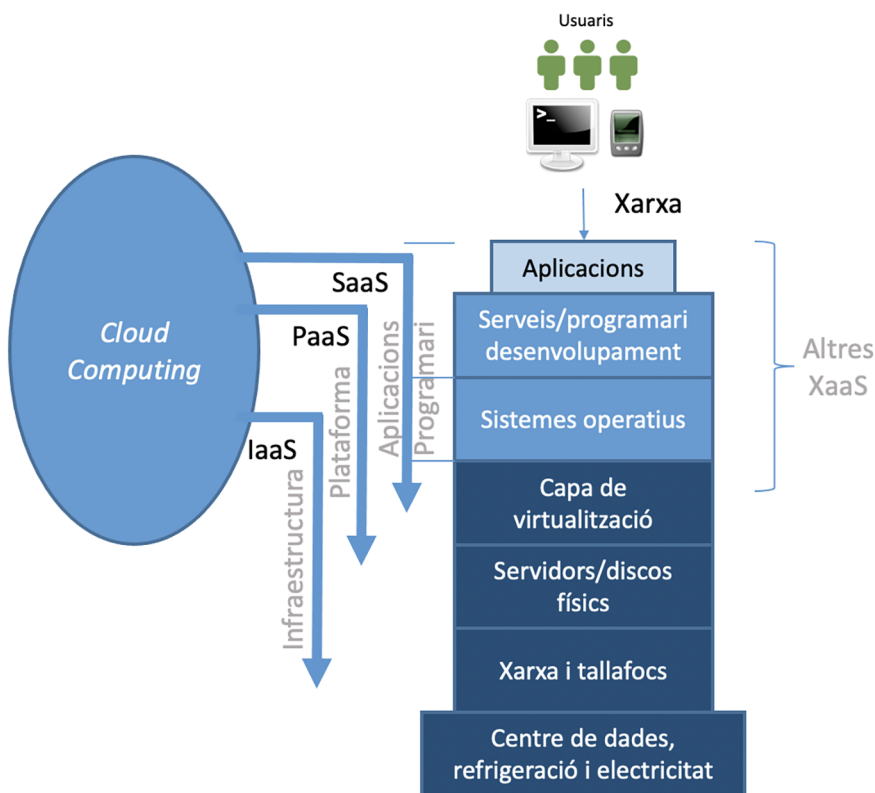 Usuaris
>_
Xarxa
Aplicacions
SaaS
Serveis/programari
desenvolupament
PaaS
Cloud
Computing
Aplicacions
Programari
Altres
XaaS
Plataforma
Sistemes operatius
IaaS
Infraestructura
Capa de
virtualització
Servidors/discos
físics
Xarxa i tallafocs
Centre de dades,
refrigeració i electricitat